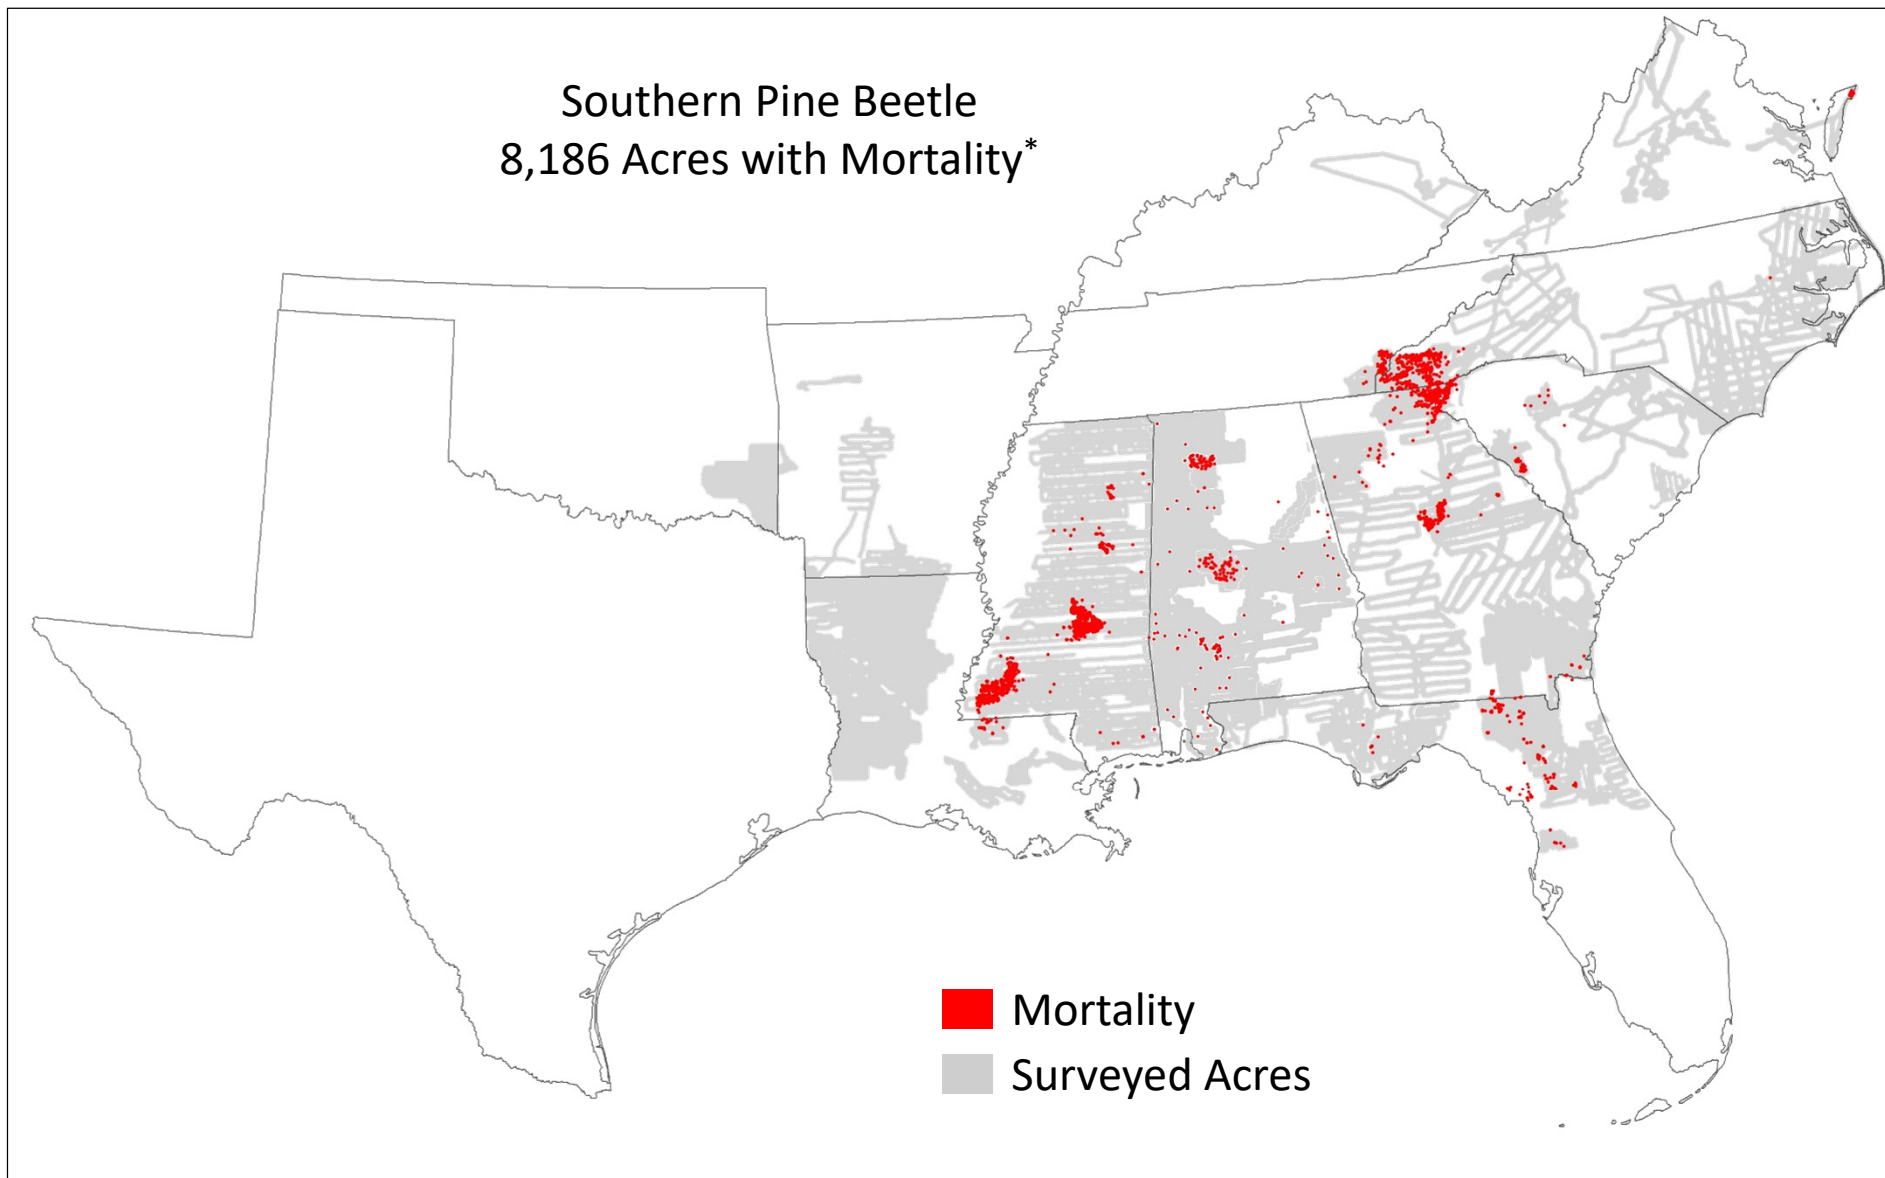 Southern Pine Beetle
8,186 Acres with Mortality*
Mortality
Surveyed Acres